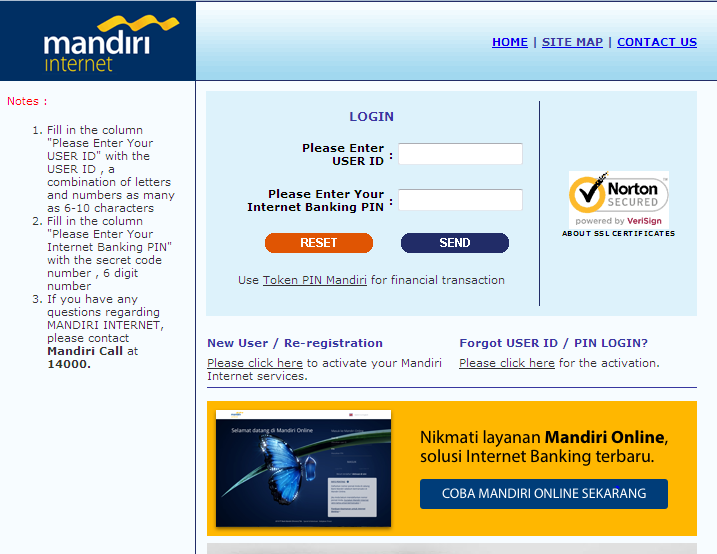 mandiri
internet
HOME | SITE MAP | CONTACT US
Notes :
1. Fill in the column
"Please Enter Your
USER ID" with the
USER ID , a
combination of letters
and numbers as many
as 6-10 characters
2. Fill in the column
"Please Enter Your
Internet Banking PIN"
with the secret code
number , 6 digit
number
3. If you have any
questions regarding
MANDIRI INTERNET,
please contact
Mandiri Call at
14000.
LOGIN
Please Enter
USER ID :
Please Enter Your
Internet Banking PIN :
RESET SEND
Use Token PIN Mandiri for financial transaction
Norton
SECURED
powered by VeriSign
ABOUT SSL CERTIFICATES
New User / Re-registration
Please click here to activate your Mandiri
Internet services.
Forgot USER ID / PIN LOGIN?
Please click here for the activation.
Selamat datang di Mandiri Online
Nikmati layanan Mandiri Online,
solusi Internet Banking terbaru.
COBA MANDIRI ONLINE SEKARANG